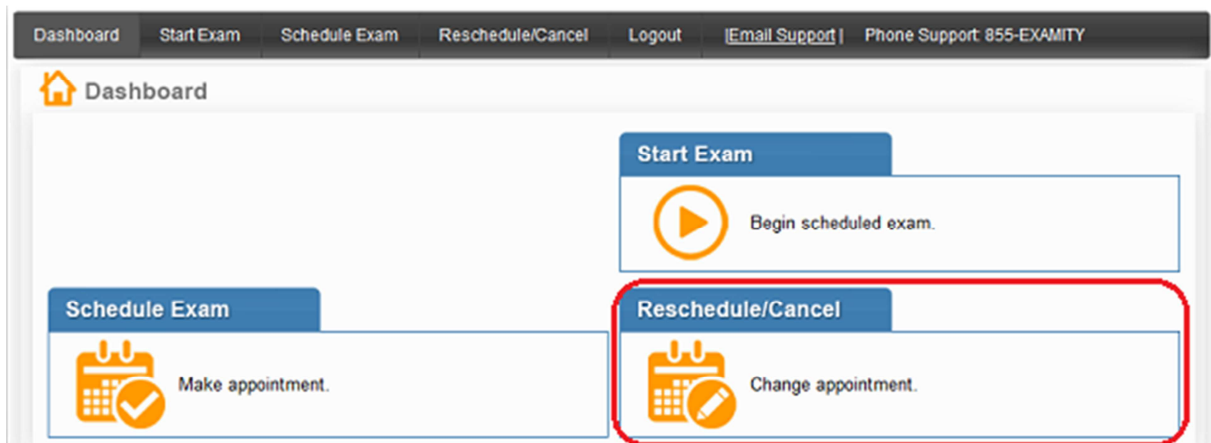 Dashboard Start Exam Schedule Exam Reschedule/Cancel Logout |Email Support| Phone Support: 855-EXAMITY
Dashboard
Start Exam
Begin scheduled exam.
Schedule Exam
Make appointment.
Reschedule/Cancel
Change appointment.